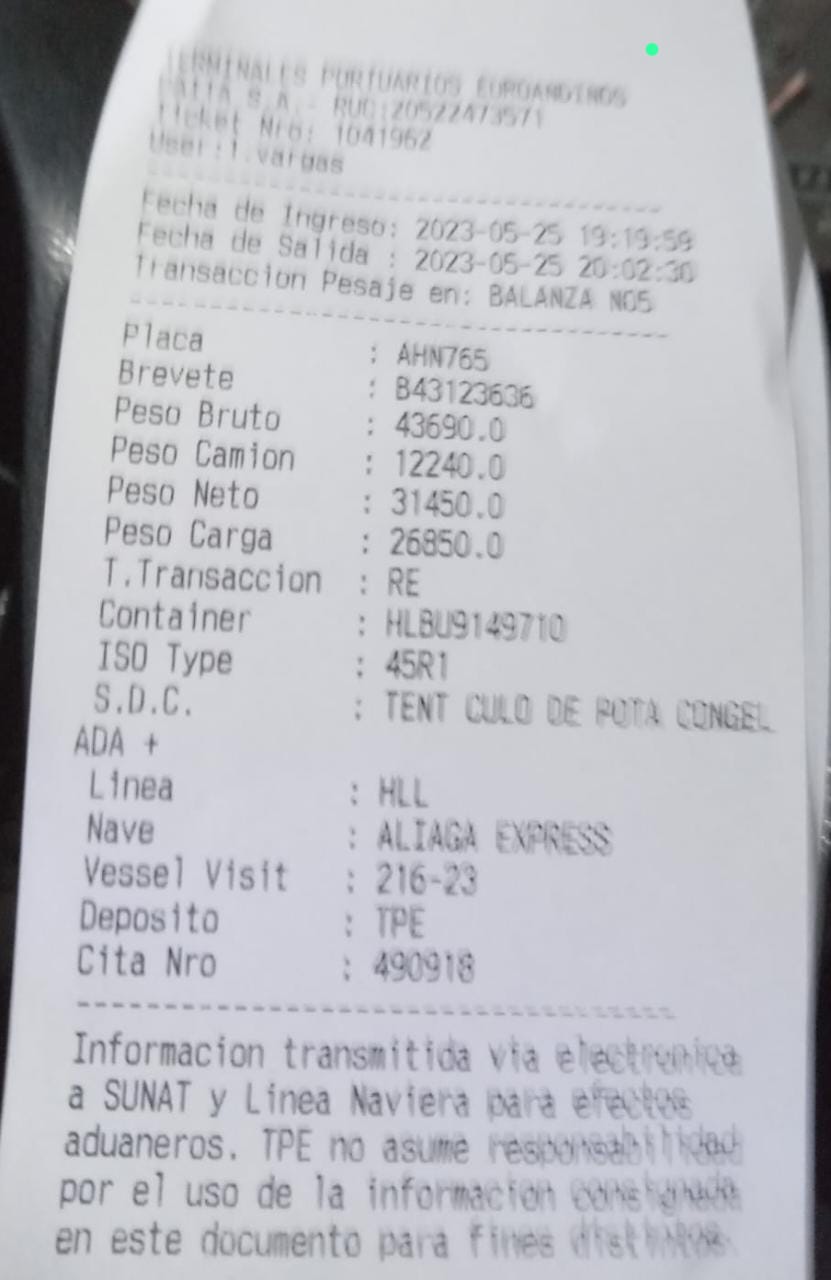 TERMINALES PORTUARIOS EUROANDINOS
PAITA S.A. - RUC:20522473571
Ticket Nro: 1041962
User:l.vargas
Fecha de Ingreso: 2023-05-25 19:19:59
Fecha de Salida : 2023-05-25 20:02:30
Transaccion Pesaje en: BALANZA N05
Placa : AHN765
Brevete : B43123636
Peso Bruto : 43690.0
Peso Camion : 12240.0
Peso Neto : 31450.0
Peso Carga : 26850.0
T.Transaccion : RE
Container : HLBU9149710
ISO Type : 45R1
S.D.C. : TENT CULO DE POTA CONGEL
ADA +
Linea : HLL
Nave : ALIAGA EXPRESS
Vessel Visit : 216-23
Deposito : TPE
Cita Nro : 490918
Informacion transmitida via electronica
a SUNAT y Linea Naviera para efectos
aduaneros. TPE no asume responsabilidad
por el uso de la informacion consignada
en este documento para fines distintos